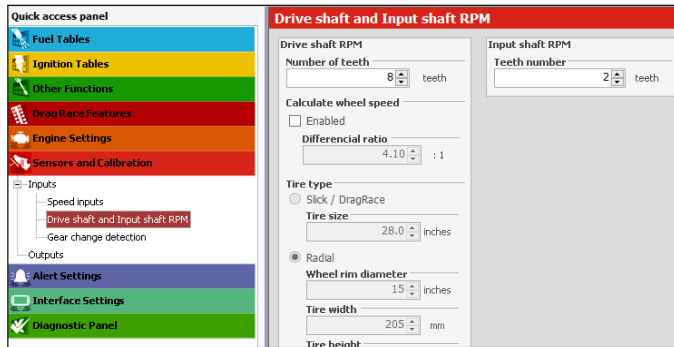 Quick access panel
Fuel Tables
Ignition Tables
Other Functions
Drag Race Features
Engine Settings
Sensors and Calibration
Inputs
Speed inputs
Drive shaft and Input shaft RPM
Gear change detection
Outputs
Alert Settings
Interface Settings
Diagnostic Panel
Drive shaft and Input shaft RPM
Drive shaft RPM
Number of teeth
8 teeth
Calculate wheel speed
Enabled
Differencial ratio
4.10 : 1
Tire type
Slick / DragRace
Tire size
28.0 inches
Radial
Wheel rim diameter
15 inches
Tire width
205 mm
Tire height
Input shaft RPM
Teeth number
2 teeth